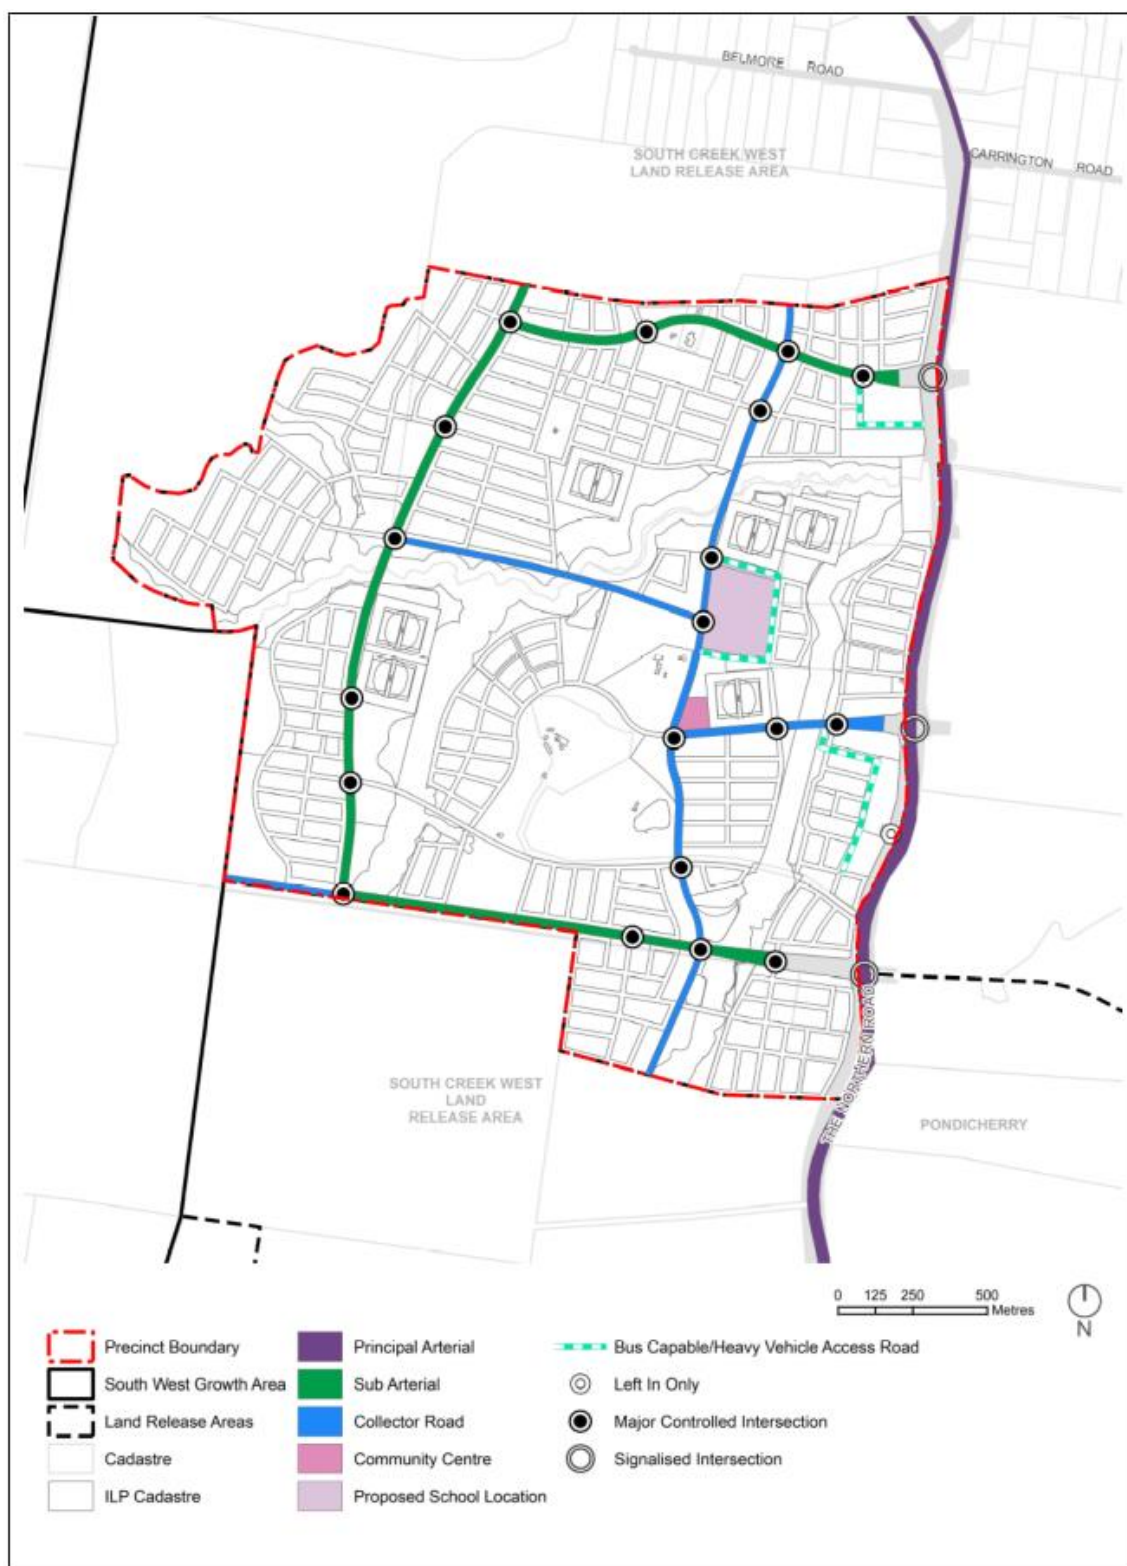 BELMORE ROAD
CARRINGTON ROAD
SOUTH CREEK WEST
LAND RELEASE AREA
SOUTH CREEK WEST
LAND
RELEASE AREA
THE NORTHERN ROAD
PONDICHERRY
0 125 250 500
Metres
N
Precinct Boundary
South West Growth Area
Land Release Areas
Cadastre
ILP Cadastre
Principal Arterial
Sub Arterial
Collector Road
Community Centre
Proposed School Location
Bus Capable/Heavy Vehicle Access Road
Left In Only
Major Controlled Intersection
Signalised Intersection